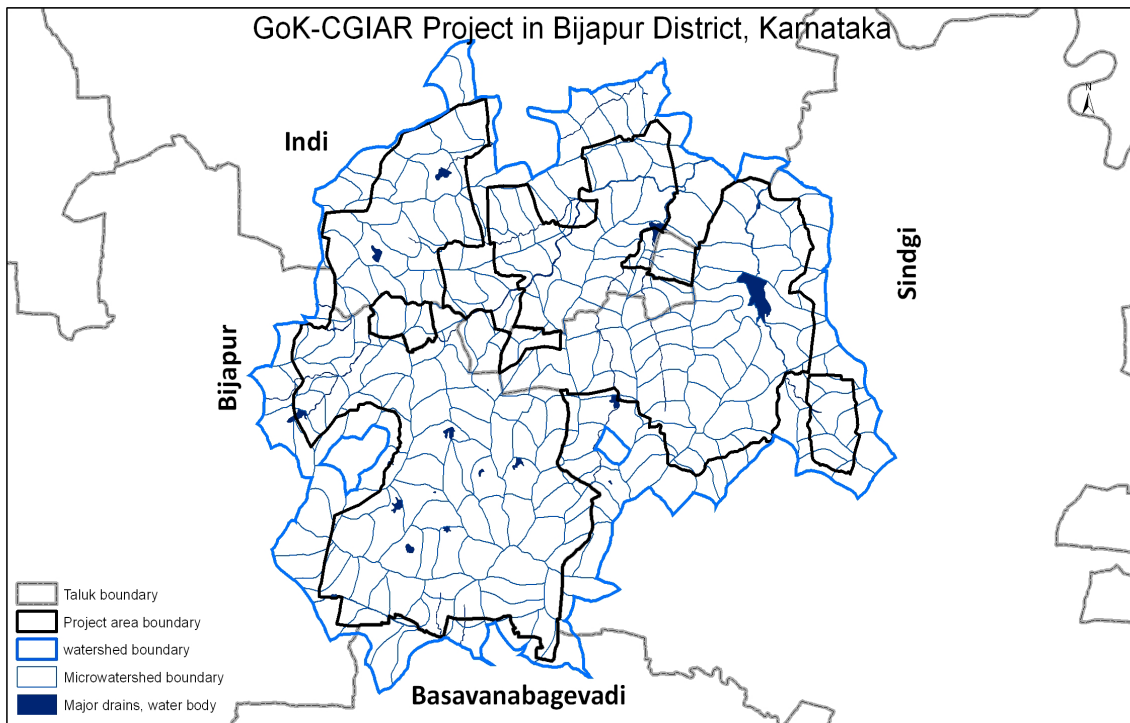 GoK-CGIAR Project in Bijapur District, Karnataka
N
Indi
Sindgi
Bijapur
Taluk boundary
Project area boundary
watershed boundary
Microwatershed boundary
Major drains, water body
Basavanabagevadi